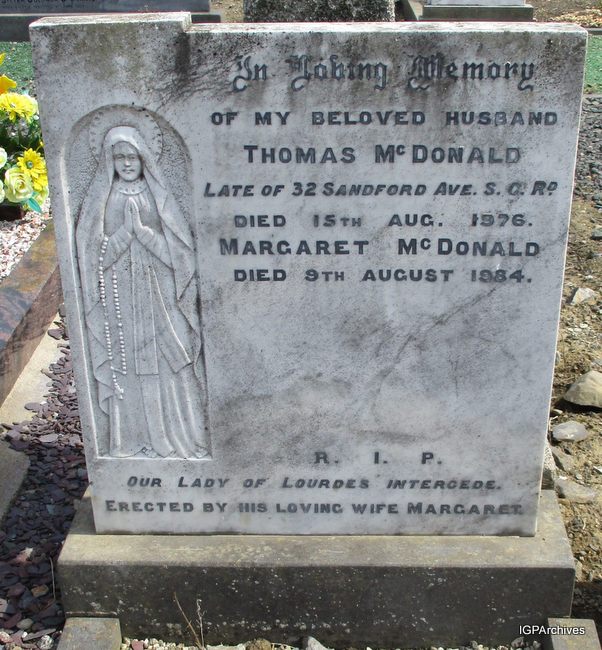 In Loving Memory
OF MY BELOVED HUSBAND
THOMAS McDONALD
LATE OF 32 SANDFORD AVE. S. C. RD
DIED 15TH AUG. 1976.
MARGARET McDONALD
DIED 9TH AUGUST 1984.
R. I. P.
OUR LADY OF LOURDES INTERCEDE.
ERECTED BY HIS LOVING WIFE MARGARET.
IGPArchives